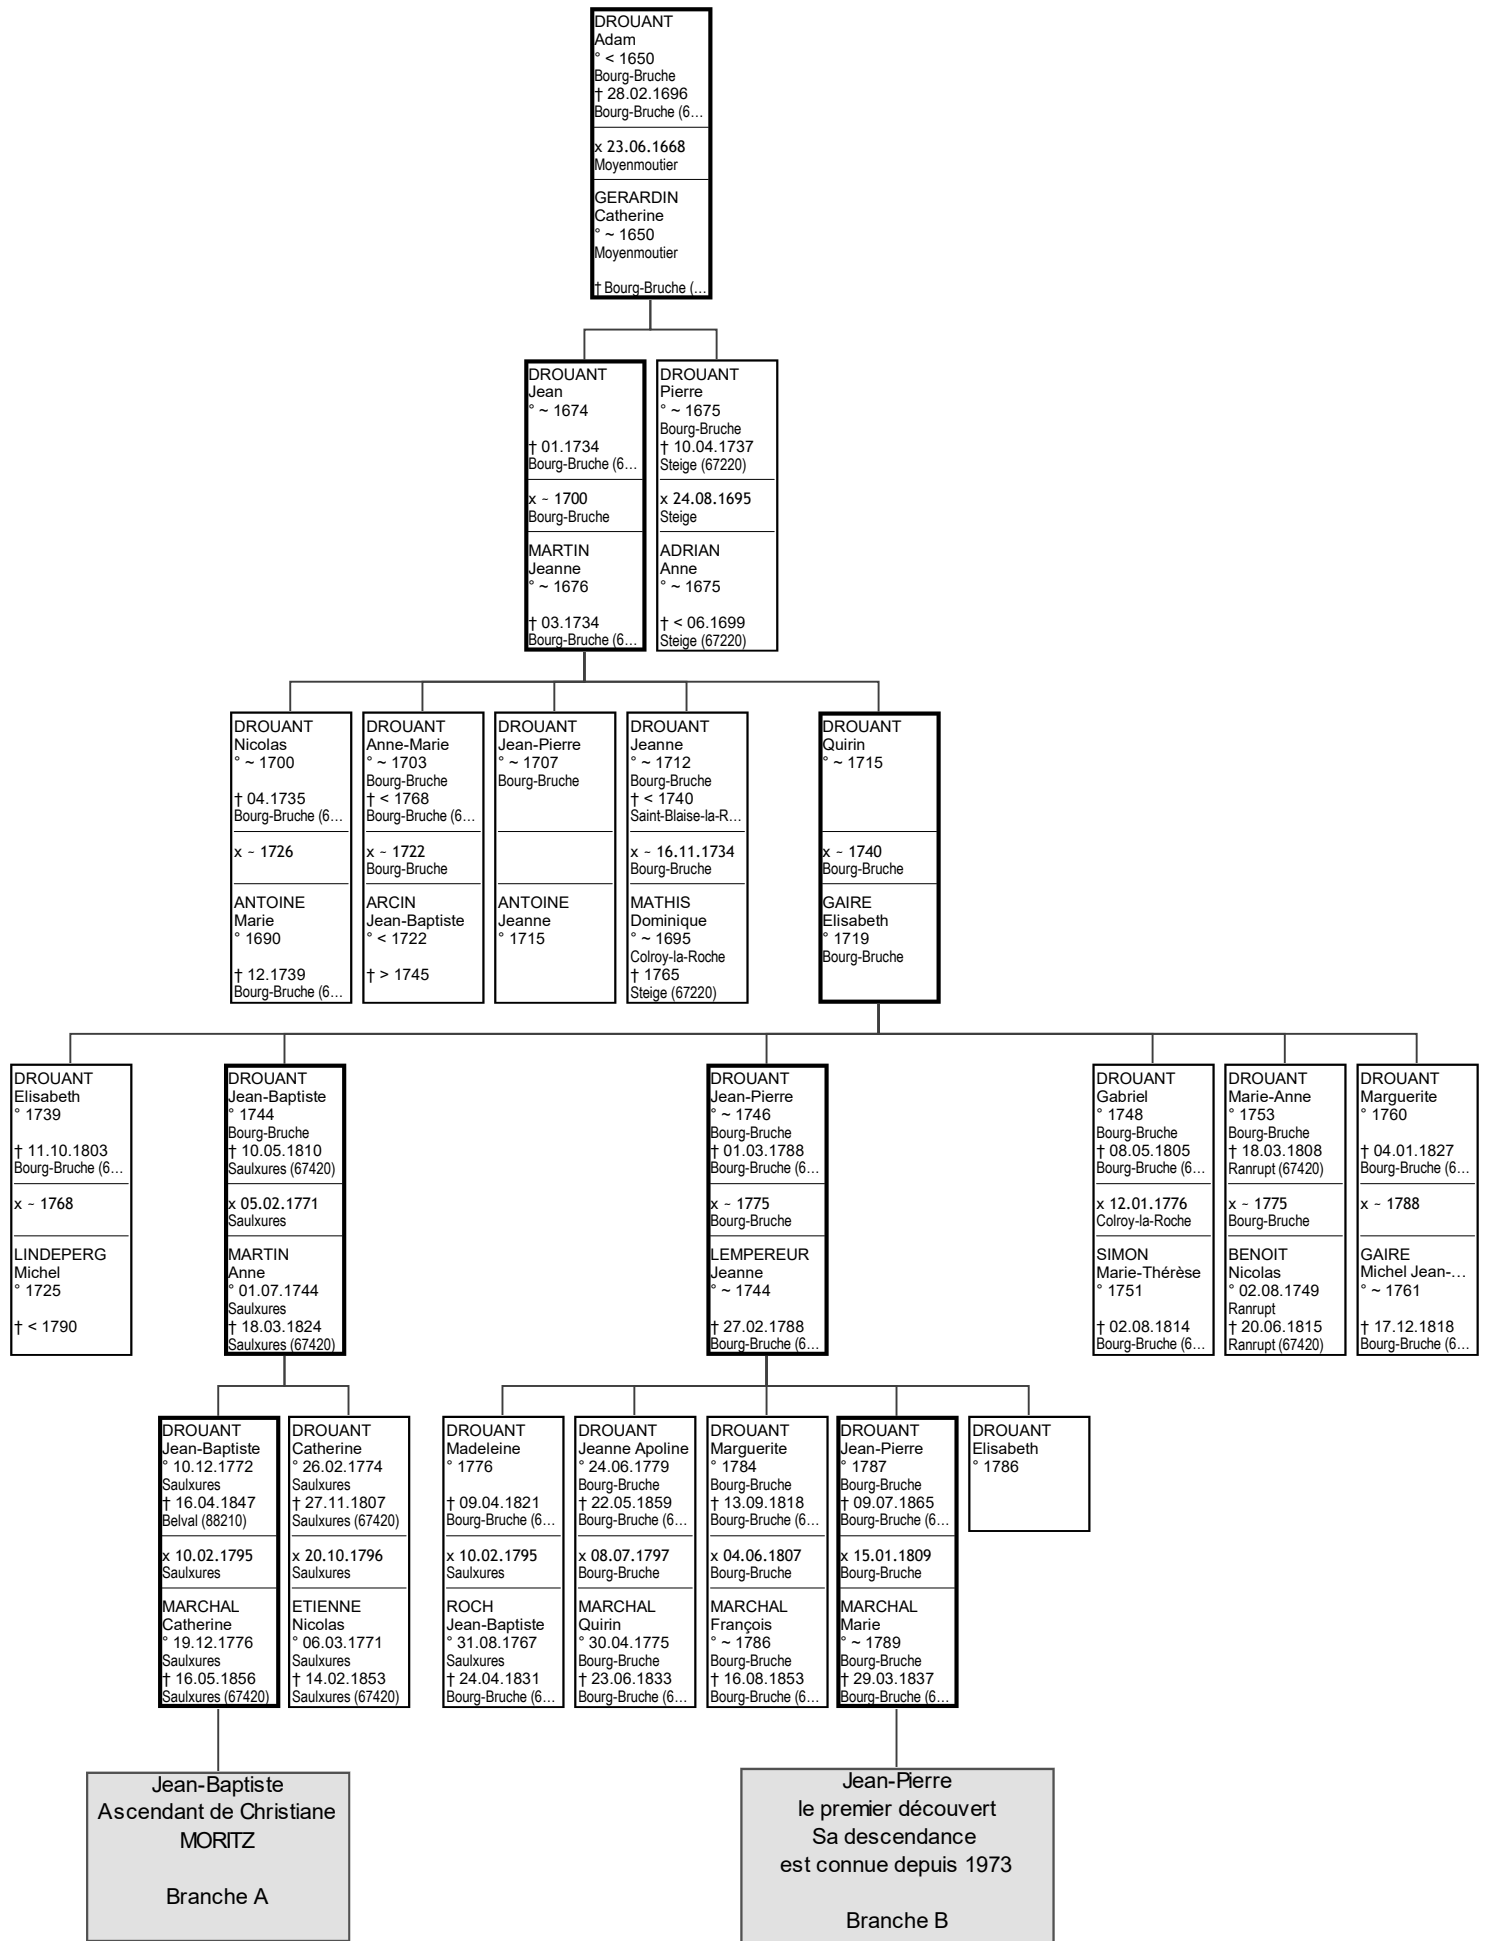 DROUANT
Adam
° < 1650
Bourg-Bruche
† 28.02.1696
Bourg-Bruche (6...
x 23.06.1668
Moyenmoutier
GERARDIN
Catherine
° ~ 1650
Moyenmoutier
† Bourg-Bruche (...
DROUANT
Jean
° ~ 1674
† 01.1734
Bourg-Bruche (6...
x ~ 1700
Bourg-Bruche
MARTIN
Jeanne
° ~ 1676
† 03.1734
Bourg-Bruche (6...
DROUANT
Pierre
° ~ 1675
Bourg-Bruche
† 10.04.1737
Steige (67220)
x 24.08.1695
Steige
ADRIAN
Anne
° ~ 1675
† < 06.1699
Steige (67220)
DROUANT
Nicolas
° ~ 1700
† 04.1735
Bourg-Bruche (6...
x ~ 1726
ANTOINE
Marie
° 1690
† 12.1739
Bourg-Bruche (6...
DROUANT
Anne-Marie
° ~ 1703
Bourg-Bruche
† < 1768
Bourg-Bruche (6...
x ~ 1722
Bourg-Bruche
ARCIN
Jean-Baptiste
° < 1722
† > 1745
DROUANT
Jean-Pierre
° ~ 1707
Bourg-Bruche
ANTOINE
Jeanne
° 1715
DROUANT
Jeanne
° ~ 1712
Bourg-Bruche
† < 1740
Saint-Blaise-la-R...
x ~ 16.11.1734
Bourg-Bruche
MATHIS
Dominique
° ~ 1695
Colroy-la-Roche
† 1765
Steige (67220)
DROUANT
Quirin
° ~ 1715
x ~ 1740
Bourg-Bruche
GAIRE
Elisabeth
° 1719
Bourg-Bruche
DROUANT
Elisabeth
° 1739
† 11.10.1803
Bourg-Bruche (6...
x ~ 1768
LINDEPERG
Michel
° 1725
† < 1790
DROUANT
Jean-Baptiste
° 1744
Bourg-Bruche
† 10.05.1810
Saulxures (67420)
x 05.02.1771
Saulxures
MARTIN
Anne
° 01.07.1744
Saulxures
† 18.03.1824
Saulxures (67420)
DROUANT
Jean-Pierre
° ~ 1746
Bourg-Bruche
† 01.03.1788
Bourg-Bruche (6...
x ~ 1775
Bourg-Bruche
LEMPEREUR
Jeanne
° ~ 1744
† 27.02.1788
Bourg-Bruche (6...
DROUANT
Gabriel
° 1748
Bourg-Bruche
† 08.05.1805
Bourg-Bruche (6...
x 12.01.1776
Colroy-la-Roche
SIMON
Marie-Thérèse
° 1751
† 02.08.1814
Bourg-Bruche (6...
DROUANT
Marie-Anne
° 1753
Bourg-Bruche
† 18.03.1808
Ranrupt (67420)
x ~ 1775
Bourg-Bruche
BENOIT
Nicolas
° 02.08.1749
Ranrupt
† 20.06.1815
Ranrupt (67420)
DROUANT
Marguerite
° 1760
† 04.01.1827
Bourg-Bruche (6...
x ~ 1788
GAIRE
Michel Jean-...
° ~ 1761
† 17.12.1818
Bourg-Bruche (6...
DROUANT
Jean-Baptiste
° 10.12.1772
Saulxures
† 16.04.1847
Belval (88210)
x 10.02.1795
Saulxures
MARCHAL
Catherine
° 19.12.1776
Saulxures
† 16.05.1856
Saulxures (67420)
DROUANT
Catherine
° 26.02.1774
Saulxures
† 27.11.1807
Saulxures (67420)
x 20.10.1796
Saulxures
ETIENNE
Nicolas
° 06.03.1771
Saulxures
† 14.02.1853
Saulxures (67420)
DROUANT
Madeleine
° 1776
† 09.04.1821
Bourg-Bruche (6...
x 10.02.1795
Saulxures
ROCH
Jean-Baptiste
° 31.08.1767
Saulxures
† 24.04.1831
Bourg-Bruche (6...
DROUANT
Jeanne Apoline
° 24.06.1779
Bourg-Bruche
† 22.05.1859
Bourg-Bruche (6...
x 08.07.1797
Bourg-Bruche
MARCHAL
Quirin
° 30.04.1775
Bourg-Bruche
† 23.06.1833
Bourg-Bruche (6...
DROUANT
Marguerite
° 1784
Bourg-Bruche
† 13.09.1818
Bourg-Bruche (6...
x 04.06.1807
Bourg-Bruche
MARCHAL
François
° ~ 1786
Bourg-Bruche
† 16.08.1853
Bourg-Bruche (6...
DROUANT
Jean-Pierre
° 1787
Bourg-Bruche
† 09.07.1865
Bourg-Bruche (6...
x 15.01.1809
Bourg-Bruche
MARCHAL
Marie
° ~ 1789
Bourg-Bruche
† 29.03.1837
Bourg-Bruche (6...
DROUANT
Elisabeth
° 1786
Jean-Baptiste
Ascendant de Christiane
MORITZ
Branche A
Jean-Pierre
le premier découvert
Sa descendance
est connue depuis 1973
Branche B